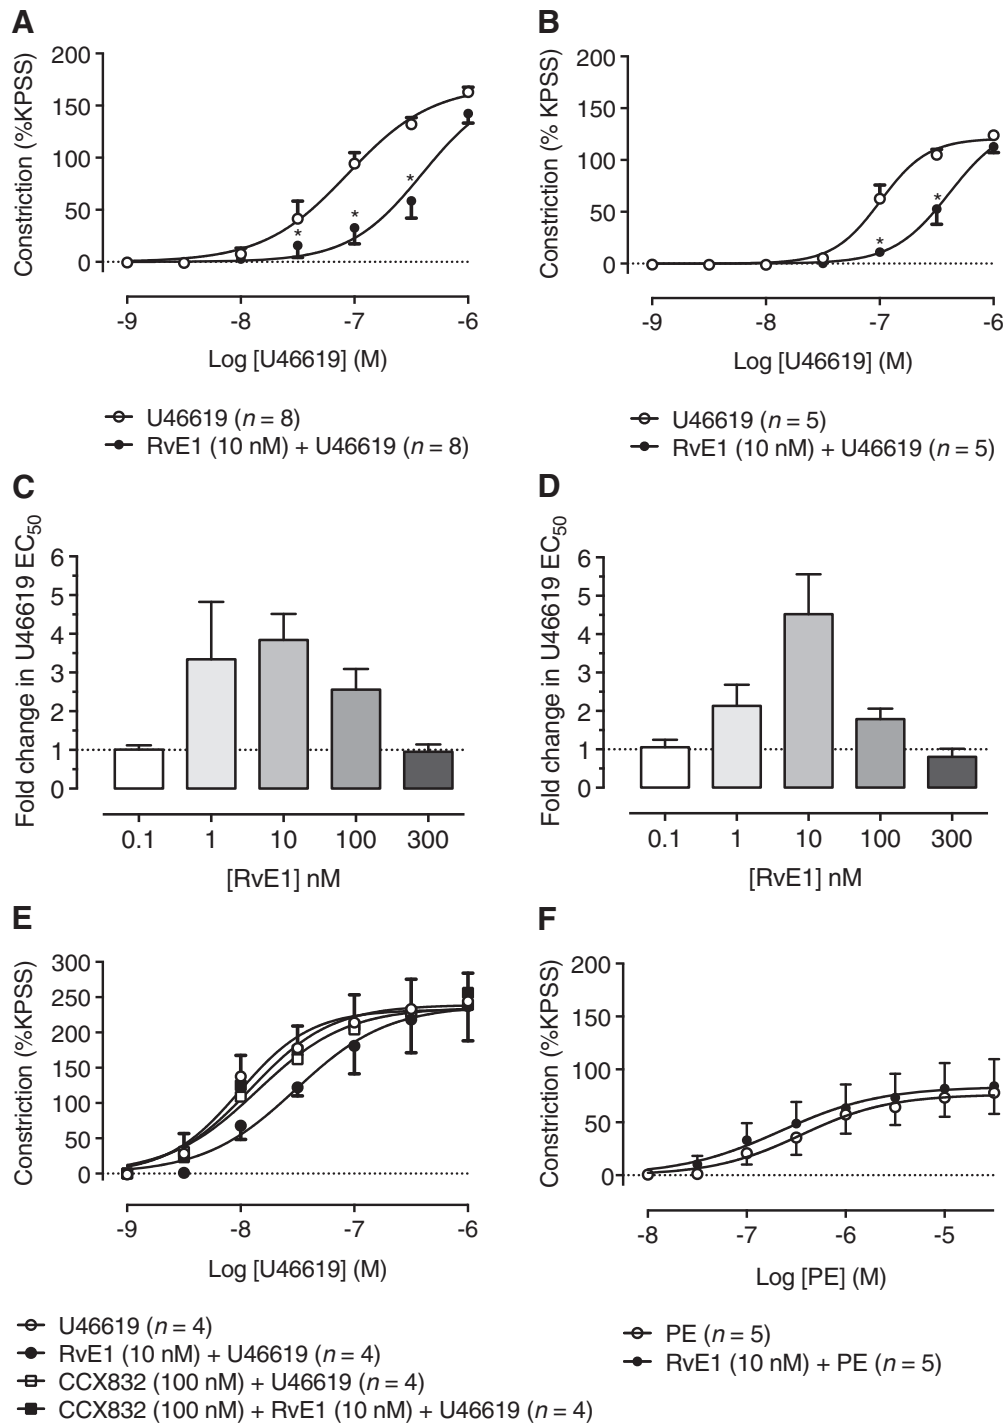 A
Constriction (%KPSS)
200
150
100
50
0
*
*
*
-9 -8 -7 -6
Log [U46619] (M)
U46619 (n = 8)
RvE1 (10 nM) + U46619 (n = 8)
B
Constriction (% KPSS)
200
150
100
50
0
*
*
-9 -8 -7 -6
Log [U46619] (M)
U46619 (n = 5)
RvE1 (10 nM) + U46619 (n = 5)
C
Fold change in U46619 EC50
6
5
4
3
2
1
0
0.1 1 10 100 300
[RvE1] nM
D
Fold change in U46619 EC50
6
5
4
3
2
1
0
0.1 1 10 100 300
[RvE1] nM
E
Constriction (%KPSS)
300
250
200
150
100
50
0
-9 -8 -7 -6
Log [U46619] (M)
U46619 (n = 4)
RvE1 (10 nM) + U46619 (n = 4)
CCX832 (100 nM) + U46619 (n = 4)
CCX832 (100 nM) + RvE1 (10 nM) + U46619 (n = 4)
F
Constriction (%KPSS)
200
150
100
50
0
-8 -7 -6 -5
Log [PE] (M)
PE (n = 5)
RvE1 (10 nM) + PE (n = 5)